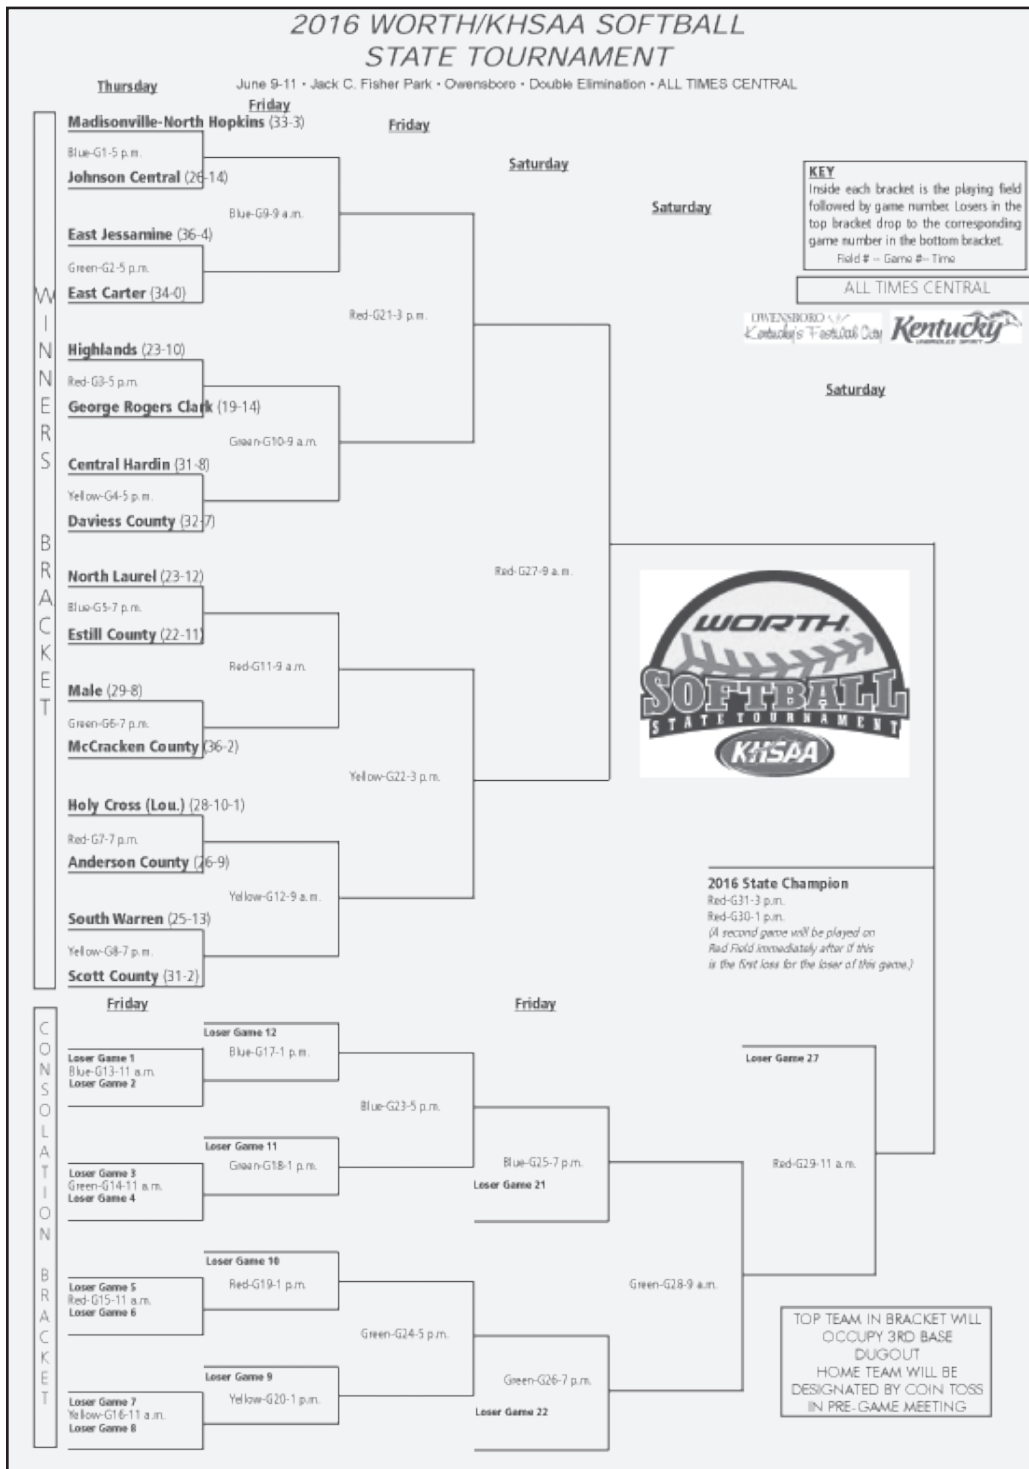 2016 WORTH/KHSAA SOFTBALL
STATE TOURNAMENT
June 9-11 • Jack C. Fisher Park • Owensboro • Double Elimination • ALL TIMES CENTRAL
Thursday
Friday
Friday
Saturday
Saturday
Saturday
KEY
Inside each bracket is the playing field
followed by game number. Losers in the
top bracket drop to the corresponding
game number in the bottom bracket.
Field # -- Game #-- Time
ALL TIMES CENTRAL
OWENSBORO
Kentucky's Festival City
Kentucky
UNBRIDLED SPIRIT
WINNERS BRACKET
Madisonville-North Hopkins (33-3)
Blue-G1-5 p.m.
Johnson Central (26-14)
Blue-G9-9 a.m.
East Jessamine (36-4)
Green-G2-5 p.m.
East Carter (34-0)
Red-G21-3 p.m.
Highlands (23-10)
Red-G3-5 p.m.
George Rogers Clark (19-14)
Green-G10-9 a.m.
Central Hardin (31-8)
Yellow-G4-5 p.m.
Daviess County (32-7)
Red-G27-9 a.m.
North Laurel (23-12)
Blue-G5-7 p.m.
Estill County (22-11)
Red-G11-9 a.m.
Male (29-8)
Green-G6-7 p.m.
McCracken County (36-2)
Yellow-G22-3 p.m.
Holy Cross (Lou.) (28-10-1)
Red-G7-7 p.m.
Anderson County (26-9)
Yellow-G12-9 a.m.
South Warren (25-13)
Yellow-G8-7 p.m.
Scott County (31-2)
WORTH
SOFTBALL
STATE TOURNAMENT
KHSAA
2016 State Champion
Red-G31-3 p.m.
Red-G30-1 p.m.
(A second game will be played on
Red Field immediately after if this
is the first loss for the loser of this game.)
Friday
Friday
CONSOLATION BRACKET
Loser Game 12
Blue-G17-1 p.m.
Loser Game 1
Blue-G13-11 a.m.
Loser Game 2
Blue-G23-5 p.m.
Loser Game 11
Green-G18-1 p.m.
Loser Game 3
Green-G14-11 a.m.
Loser Game 4
Blue-G25-7 p.m.
Loser Game 21
Loser Game 27
Red-G29-11 a.m.
Loser Game 10
Red-G19-1 p.m.
Loser Game 5
Red-G15-11 a.m.
Loser Game 6
Green-G28-9 a.m.
Green-G24-5 p.m.
Loser Game 9
Yellow-G20-1 p.m.
Loser Game 7
Yellow-G16-11 a.m.
Loser Game 8
Green-G26-7 p.m.
Loser Game 22
TOP TEAM IN BRACKET WILL
OCCUPY 3RD BASE
DUGOUT
HOME TEAM WILL BE
DESIGNATED BY COIN TOSS
IN PRE-GAME MEETING